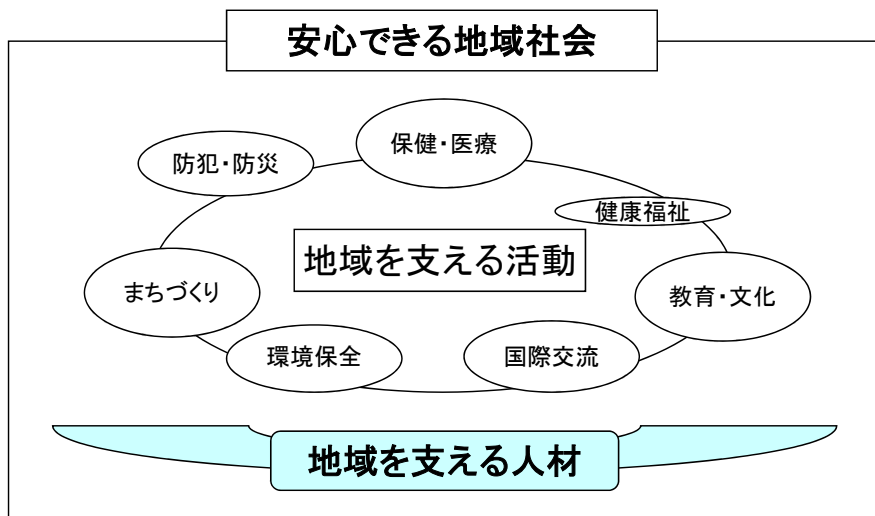 安心できる地域社会
保健・医療
防犯・防災
健康福祉
地域を支える活動
まちづくり
教育・文化
環境保全
国際交流
地域を支える人材